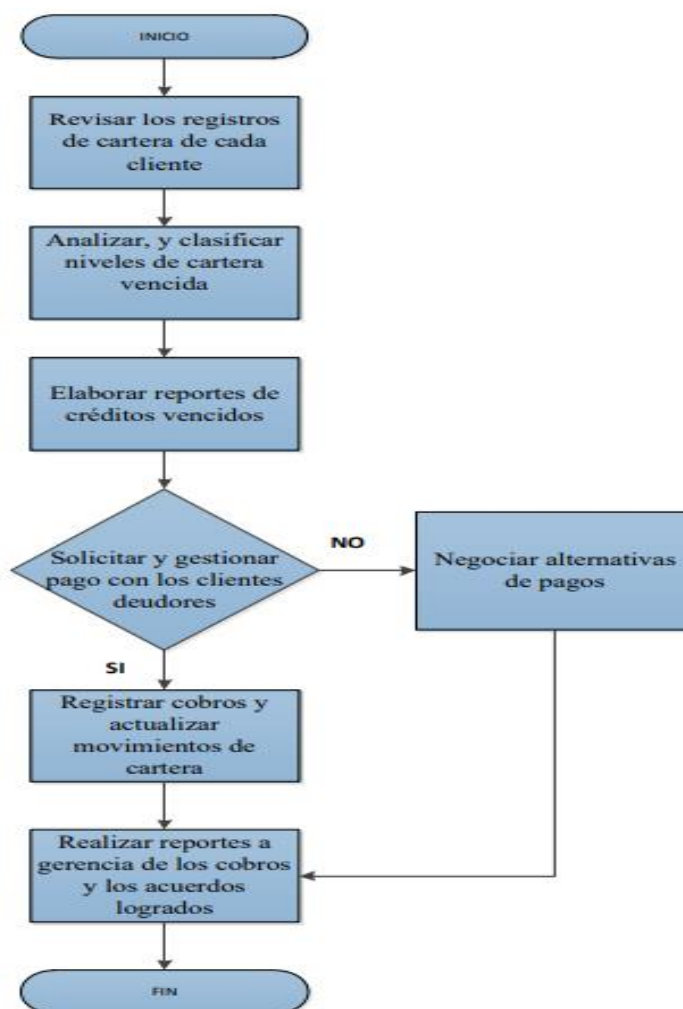 INICIO
Revisar los registros
de cartera de cada
cliente
Analizar, y clasificar
niveles de cartera
vencida
Elaborar reportes de
créditos vencidos
Solicitar y gestionar
pago con los clientes
deudores
NO
Negociar alternativas
de pagos
SI
Registrar cobros y
actualizar
movimientos de
cartera
Realizar reportes a
gerencia de los cobros
y los acuerdos
logrados
FIN